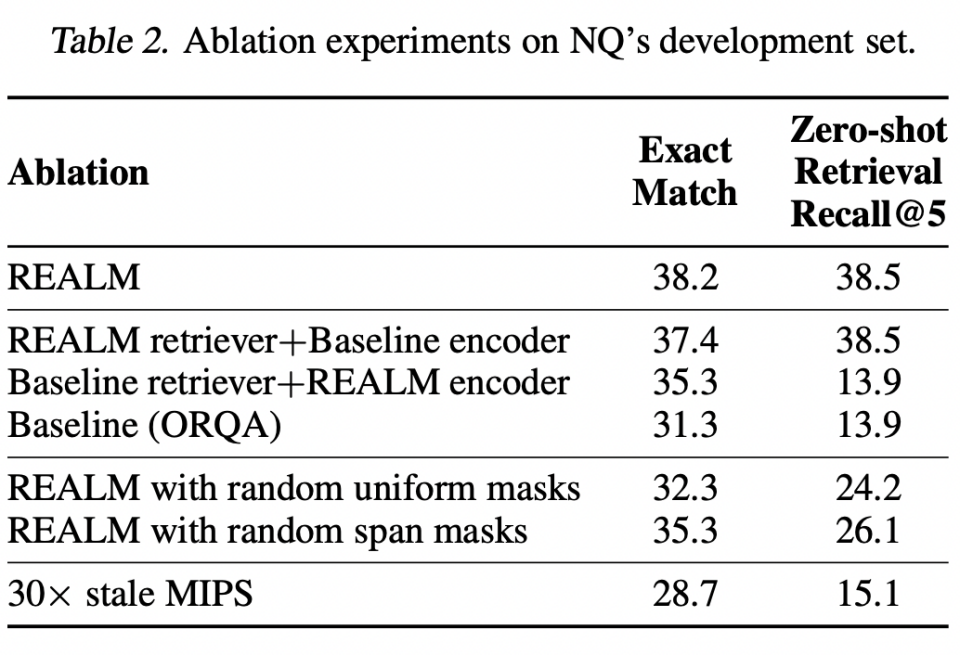 Table 2. Ablation experiments on NQ's development set.
Ablation Exact Match Zero-shot Retrieval Recall@5
REALM 38.2 38.5
REALM retriever+Baseline encoder 37.4 38.5
Baseline retriever+REALM encoder 35.3 13.9
Baseline (ORQA) 31.3 13.9
REALM with random uniform masks 32.3 24.2
REALM with random span masks 35.3 26.1
30× stale MIPS 28.7 15.1